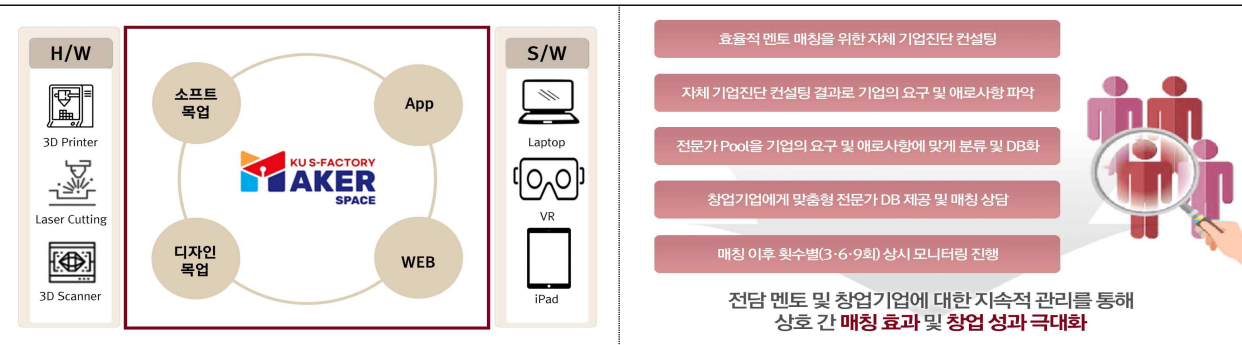 H/W
3D Printer
Laser Cutting
3D Scanner
소프트
목업
App
KU S-FACTORY
MAKER
SPACE
디자인
목업
WEB
S/W
Laptop
VR
iPad
효율적 멘토 매칭을 위한 자체 기업진단 컨설팅
자체 기업진단 컨설팅 결과로 기업의 요구 및 애로사항 파악
전문가 Pool을 기업의 요구 및 애로사항에 맞게 분류 및 DB화
창업기업에게 맞춤형 전문가 DB 제공 및 매칭 상담
매칭 이후 횟수별(3·6·9회) 상시 모니터링 진행
전담 멘토 및 창업기업에 대한 지속적 관리를 통해
상호 간 매칭 효과 및 창업 성과 극대화